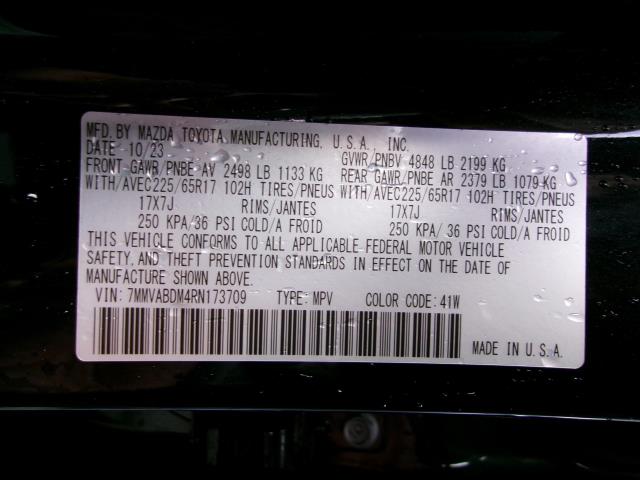 MFD. BY MAZDA TOYOTA MANUFACTURING, U.S.A., INC.
DATE 10/23 GVWR/PNBV 4848 LB 2199 KG
FRONT GAWR/PNBE AV 2498 LB 1133 KG REAR GAWR/PNBE AR 2379 LB 1079 KG
WITH/AVEC225/65R17 102H TIRES/PNEUS WITH/AVEC225/65R17 102H TIRES/PNEUS
17X7J RIMS/JANTES 17X7J RIMS/JANTES
250 KPA/36 PSI COLD/A FROID 250 KPA/36 PSI COLD/A FROID
THIS VEHICLE CONFORMS TO ALL APPLICABLE FEDERAL MOTOR VEHICLE
SAFETY, AND THEFT PREVENTION STANDARDS IN EFFECT ON THE DATE OF
MANUFACTURE SHOWN ABOVE.
VIN: 7MMVABDM4RN173709 TYPE: MPV COLOR CODE: 41W
MADE IN U.S.A.